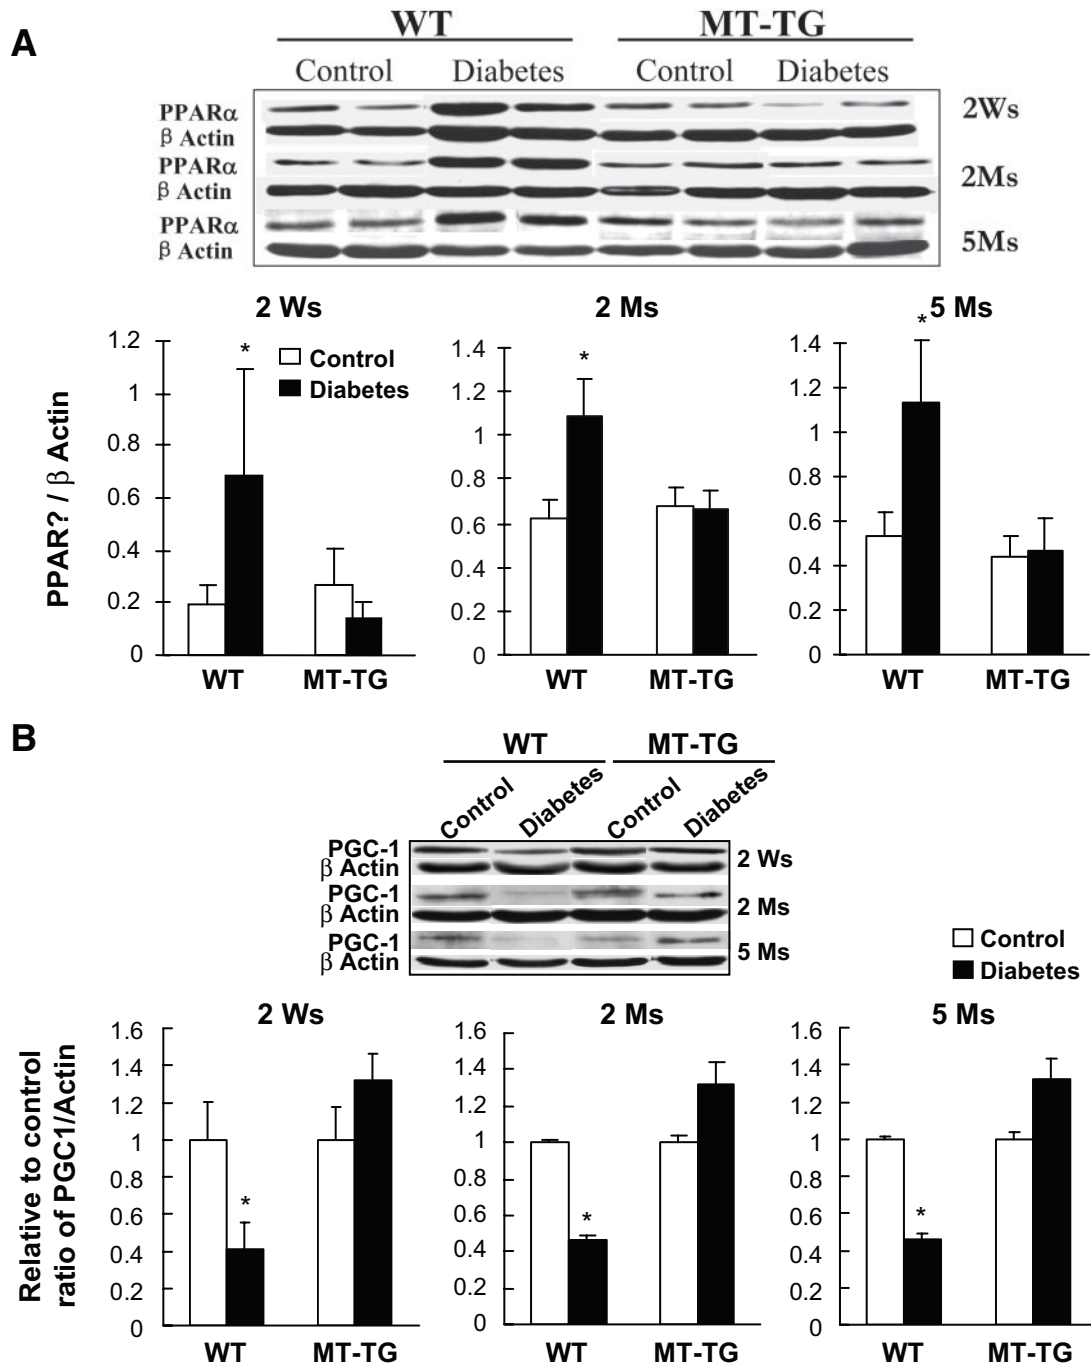 A
WT MT-TG
Control Diabetes Control Diabetes
PPARα 2Ws
β Actin
PPARα 2Ms
β Actin
PPARα 5Ms
β Actin
2 Ws 2 Ms * 5 Ms
PPAR? / β Actin
1.2
1
0.8
0.6
0.4
0.2
0
*
Control
Diabetes
WT MT-TG
1.4
1.2
1
0.8
0.6
0.4
0.2
0
*
WT MT-TG
1.4
1.2
1
0.8
0.6
0.4
0.2
0
WT MT-TG
B
WT MT-TG
Control Diabetes Control Diabetes
PGC-1 2 Ws
β Actin
PGC-1 2 Ms
β Actin
PGC-1 5 Ms
β Actin
Control
Diabetes
2 Ws 2 Ms 5 Ms
Relative to control
ratio of PGC1/Actin
1.6
1.4
1.2
1
0.8
0.6
0.4
0.2
0
*
WT MT-TG
1.6
1.4
1.2
1
0.8
0.6
0.4
0.2
0
*
WT MT-TG
1.6
1.4
1.2
1
0.8
0.6
0.4
0.2
0
*
WT MT-TG